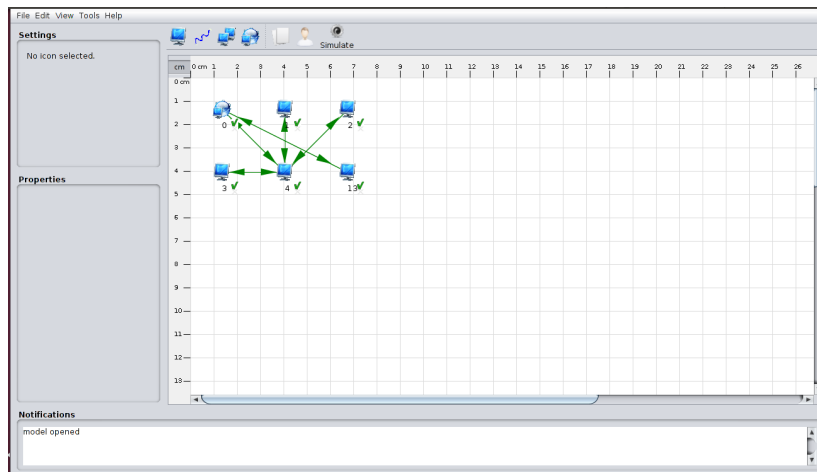 File Edit View Tools Help
Settings
No icon selected.
Simulate
cm 0 cm 1 2 3 4 5 6 7 8 9 10 11 12 13 14 15 16 17 18 19 20 21 22 23 24 25 26
0 cm
1
2
0 2
3
4
Properties
3 4 13
5
6
7
8
9
10
11
12
13
Notifications
model opened